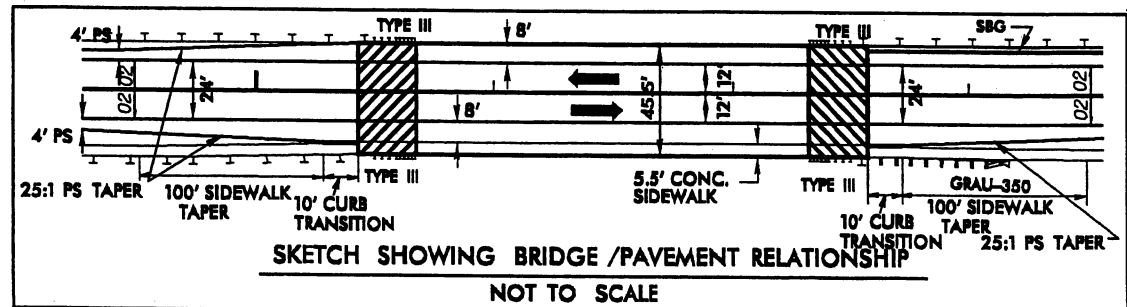 4' PS
TYPE III
8'
TYPE III
SBG
02 02
24'
12'
45.5'
24'
02 02
8'
12'
4' PS
25:1 PS TAPER
100' SIDEWALK
TAPER
TYPE III
10' CURB
TRANSITION
5.5' CONC.
SIDEWALK
TYPE III
GRAU-350
10' CURB
TRANSITION
100' SIDEWALK
TAPER
25:1 PS TAPER
SKETCH SHOWING BRIDGE /PAVEMENT RELATIONSHIP
NOT TO SCALE